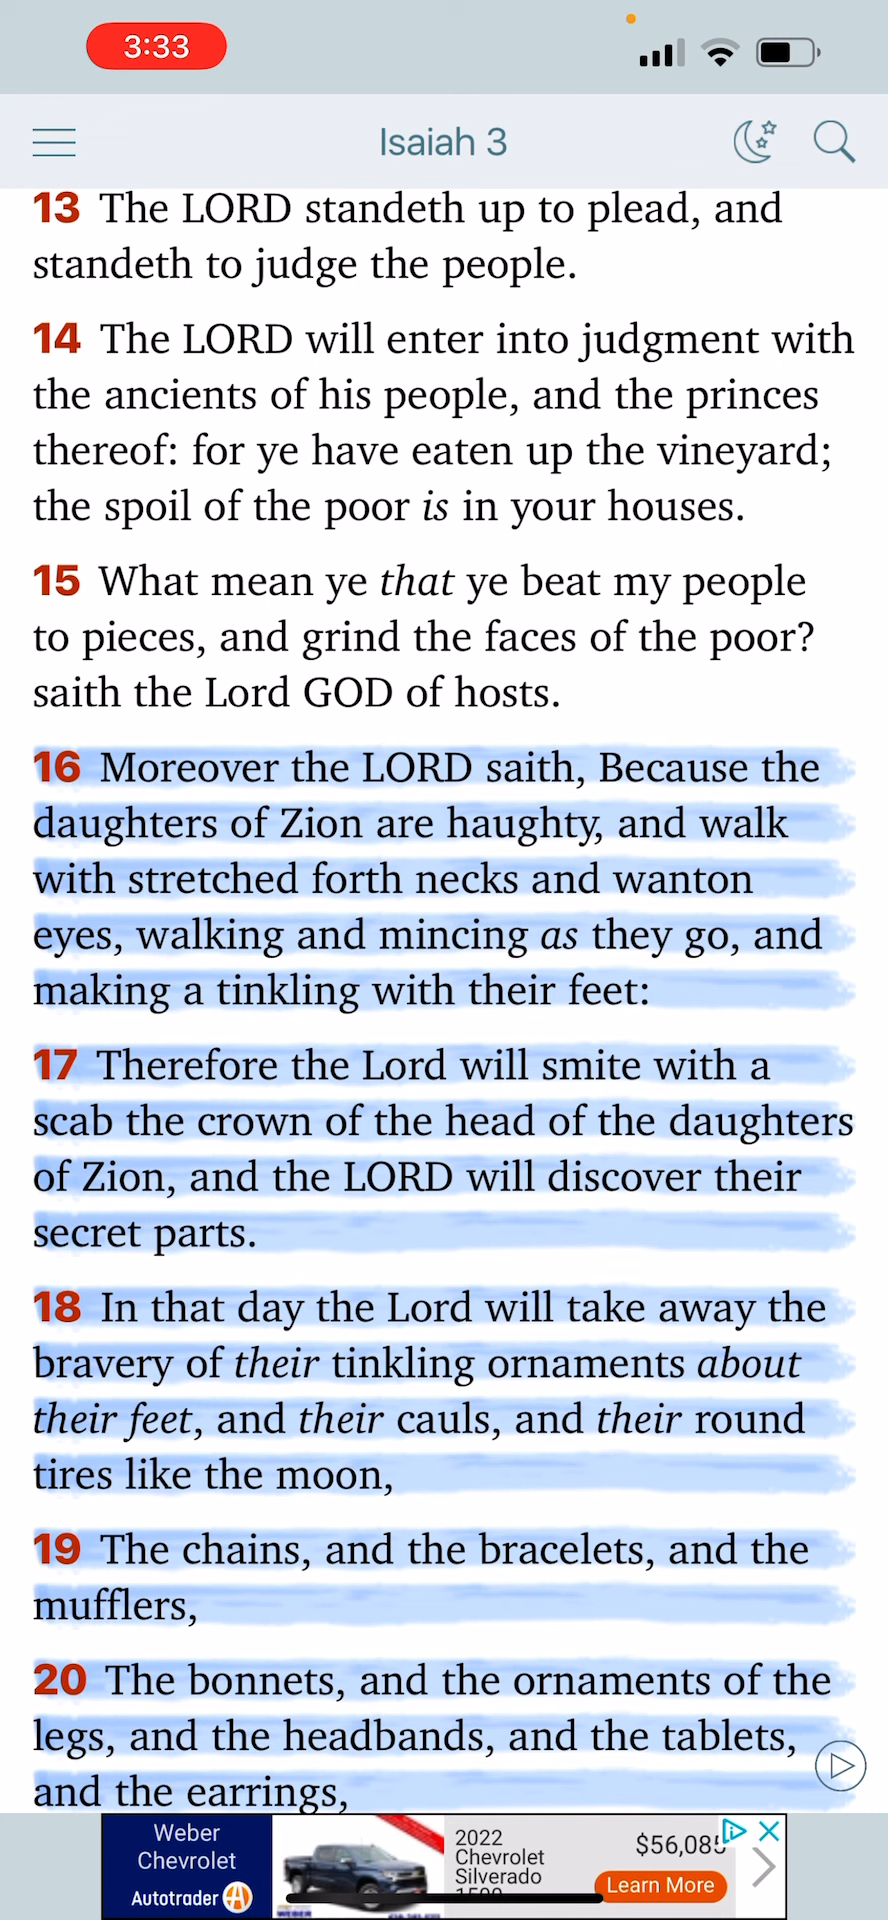 3:33
Isaiah 3
13 The LORD standeth up to plead, and
standeth to judge the people.
14 The LORD will enter into judgment with
the ancients of his people, and the princes
thereof: for ye have eaten up the vineyard;
the spoil of the poor is in your houses.
15 What mean ye that ye beat my people
to pieces, and grind the faces of the poor?
saith the Lord GOD of hosts.
16 Moreover the LORD saith, Because the
daughters of Zion are haughty, and walk
with stretched forth necks and wanton
eyes, walking and mincing as they go, and
making a tinkling with their feet:
17 Therefore the Lord will smite with a
scab the crown of the head of the daughters
of Zion, and the LORD will discover their
secret parts.
18 In that day the Lord will take away the
bravery of their tinkling ornaments about
their feet, and their cauls, and their round
tires like the moon,
19 The chains, and the bracelets, and the
mufflers,
20 The bonnets, and the ornaments of the
legs, and the headbands, and the tablets,
and the earrings,
Weber
Chevrolet
Autotrader
2022
Chevrolet
Silverado
$56,085
Learn More